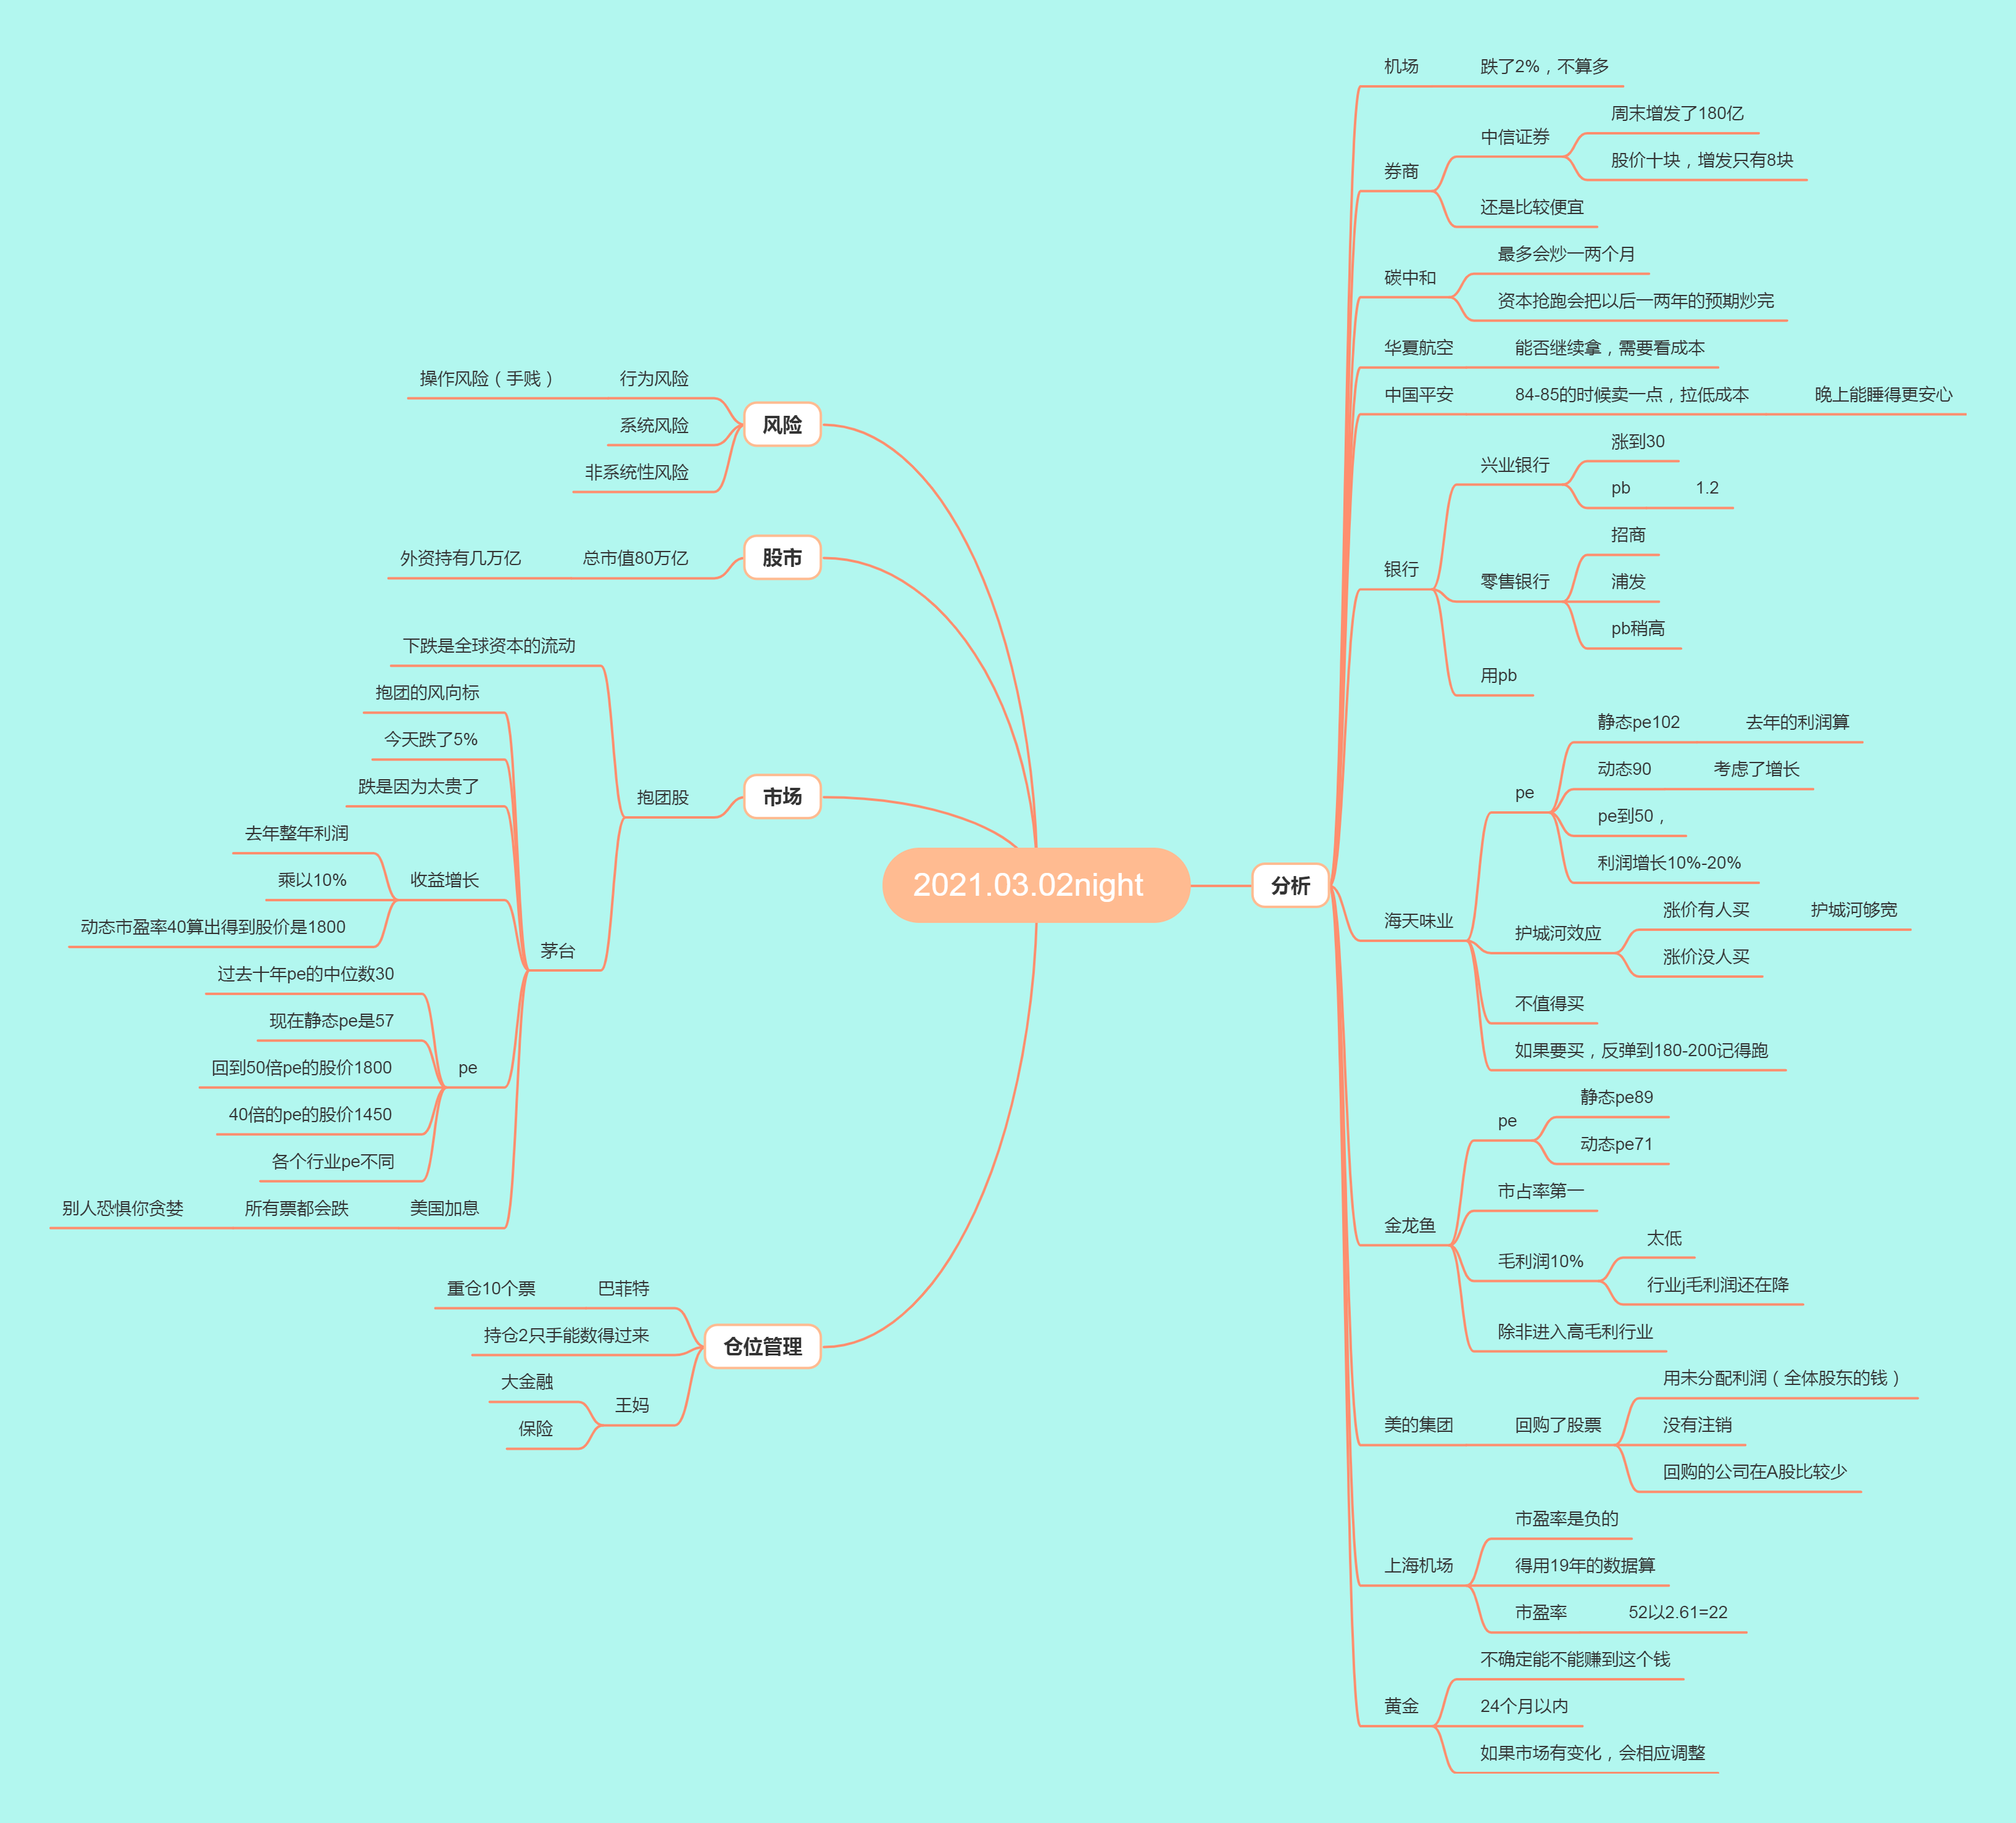 2021.03.02night
风险
行为风险
操作风险（手贱）
系统风险
非系统性风险
股市
总市值80万亿
外资持有几万亿
市场
抱团股
下跌是全球资本的流动
茅台
抱团的风向标
今天跌了5%
跌是因为太贵了
收益增长
去年整年利润
乘以10%
动态市盈率40算出得到股价是1800
pe
过去十年pe的中位数30
现在静态pe是57
回到50倍pe的股价1800
40倍的pe的股价1450
各个行业pe不同
美国加息
所有票都会跌
别人恐惧你贪婪
仓位管理
巴菲特
重仓10个票
持仓2只手能数得过来
王妈
大金融
保险
分析
机场
跌了2%，不算多
券商
中信证券
周末增发了180亿
股价十块，增发只有8块
还是比较便宜
碳中和
最多会炒一两个月
资本抢跑会把以后一两年的预期炒完
华夏航空
能否继续拿，需要看成本
中国平安
84-85的时候卖一点，拉低成本
晚上能睡得更安心
银行
兴业银行
涨到30
pb
1.2
零售银行
招商
浦发
pb稍高
用pb
海天味业
pe
静态pe102
去年的利润算
动态90
考虑了增长
pe到50，
利润增长10%-20%
护城河效应
涨价有人买
护城河够宽
涨价没人买
不值得买
如果要买，反弹到180-200记得跑
金龙鱼
pe
静态pe89
动态pe71
市占率第一
毛利润10%
太低
行业j毛利润还在降
除非进入高毛利行业
美的集团
回购了股票
用未分配利润（全体股东的钱）
没有注销
回购的公司在A股比较少
上海机场
市盈率是负的
得用19年的数据算
市盈率
52以2.61=22
黄金
不确定能不能赚到这个钱
24个月以内
如果市场有变化，会相应调整